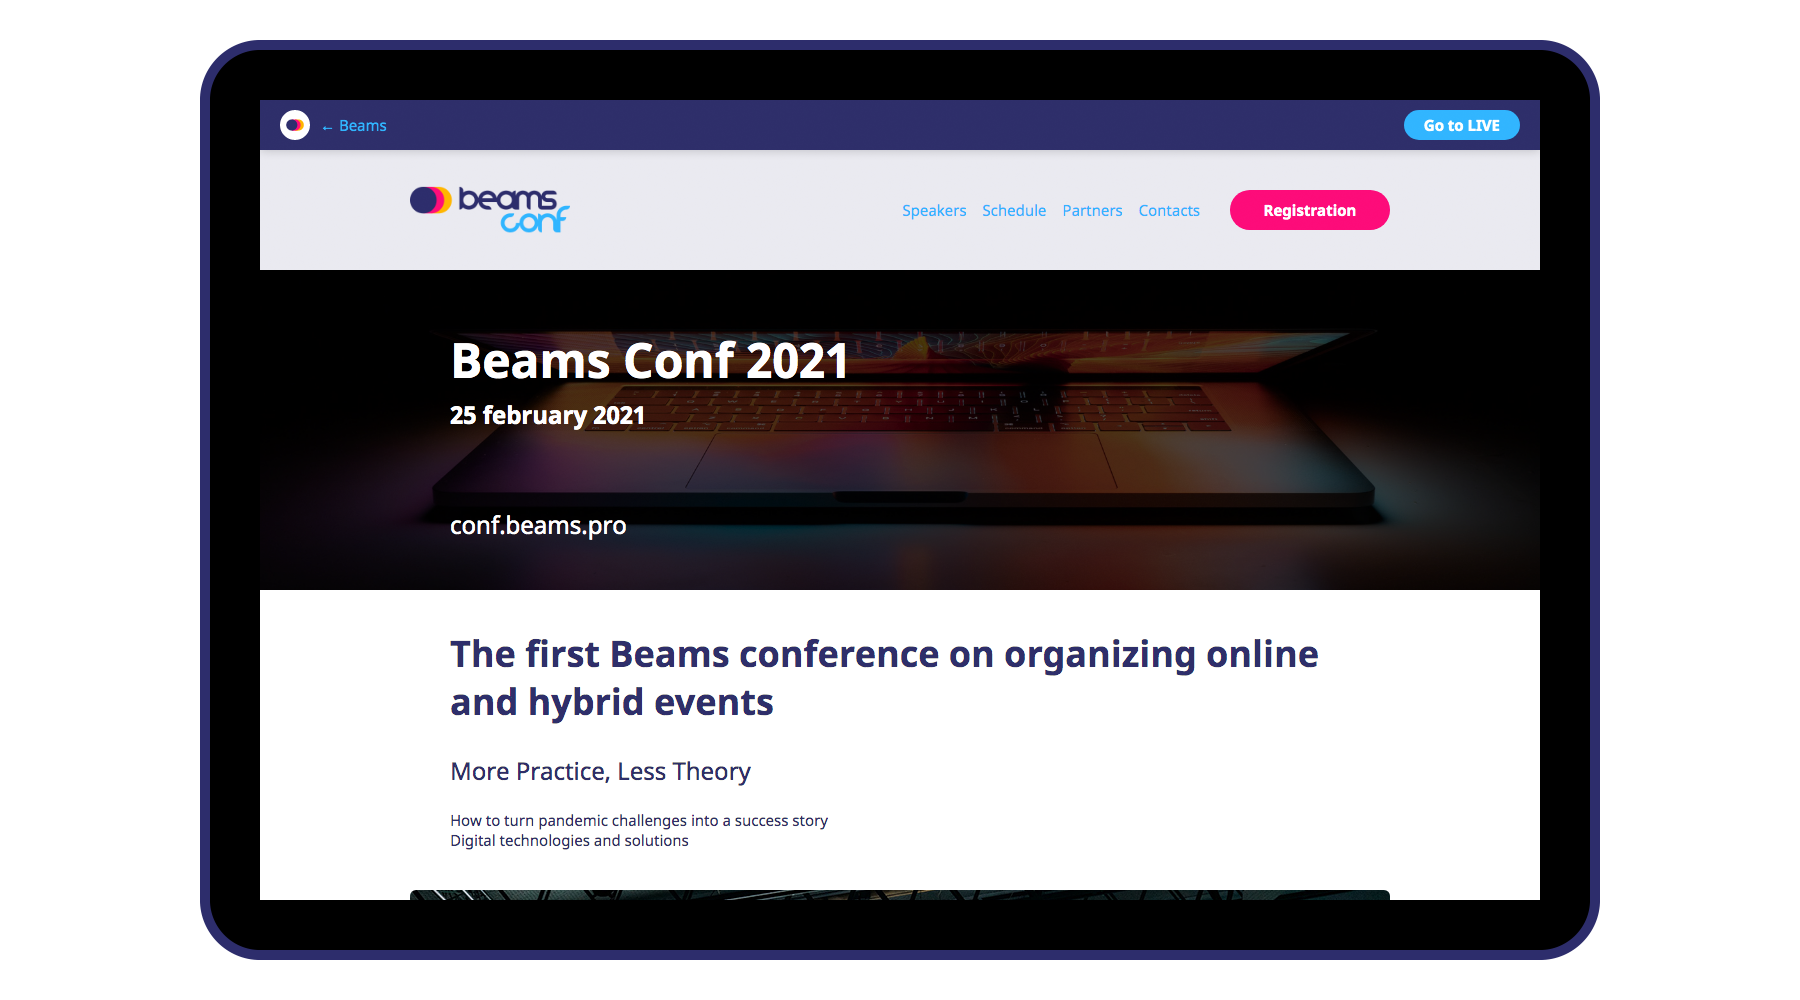 ← Beams
Go to LIVE
beams
conf
Speakers Schedule Partners Contacts Registration
Beams Conf 2021
25 february 2021
conf.beams.pro
The first Beams conference on organizing online
and hybrid events
More Practice, Less Theory
How to turn pandemic challenges into a success story
Digital technologies and solutions